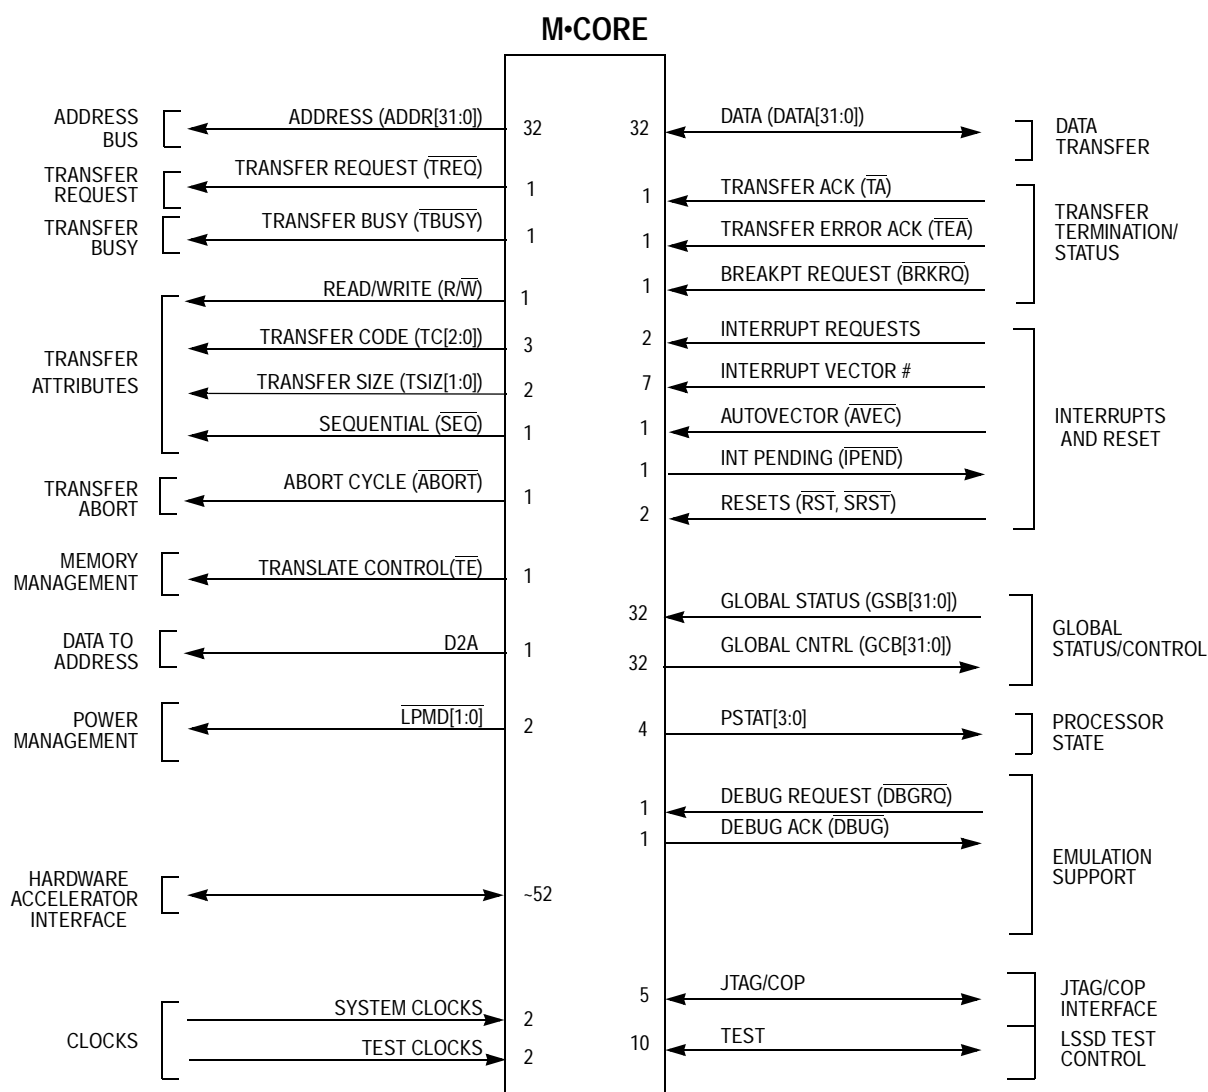 M•CORE
ADDRESS
BUS
ADDRESS (ADDR[31:0])
32
TRANSFER
REQUEST
TRANSFER REQUEST (TREQ)
1
TRANSFER
BUSY
TRANSFER BUSY (TBUSY)
1
TRANSFER
ATTRIBUTES
READ/WRITE (R/W)
1
TRANSFER CODE (TC[2:0])
3
TRANSFER SIZE (TSIZ[1:0])
2
SEQUENTIAL (SEQ)
1
TRANSFER
ABORT
ABORT CYCLE (ABORT)
1
MEMORY
MANAGEMENT
TRANSLATE CONTROL(TE)
1
DATA TO
ADDRESS
D2A
1
POWER
MANAGEMENT
LPMD[1:0]
2
HARDWARE
ACCELERATOR
INTERFACE
~52
CLOCKS
SYSTEM CLOCKS
2
TEST CLOCKS
2
32
DATA (DATA[31:0])
DATA
TRANSFER
1
TRANSFER ACK (TA)
1
TRANSFER ERROR ACK (TEA)
1
BREAKPT REQUEST (BRKRQ)
TRANSFER
TERMINATION/
STATUS
2
INTERRUPT REQUESTS
7
INTERRUPT VECTOR #
1
AUTOVECTOR (AVEC)
1
INT PENDING (IPEND)
2
RESETS (RST, SRST)
INTERRUPTS
AND RESET
32
GLOBAL STATUS (GSB[31:0])
32
GLOBAL CNTRL (GCB[31:0])
GLOBAL
STATUS/CONTROL
4
PSTAT[3:0]
PROCESSOR
STATE
1
DEBUG REQUEST (DBGRQ)
1
DEBUG ACK (DBUG)
EMULATION
SUPPORT
5
JTAG/COP
JTAG/COP
INTERFACE
10
TEST
LSSD TEST
CONTROL